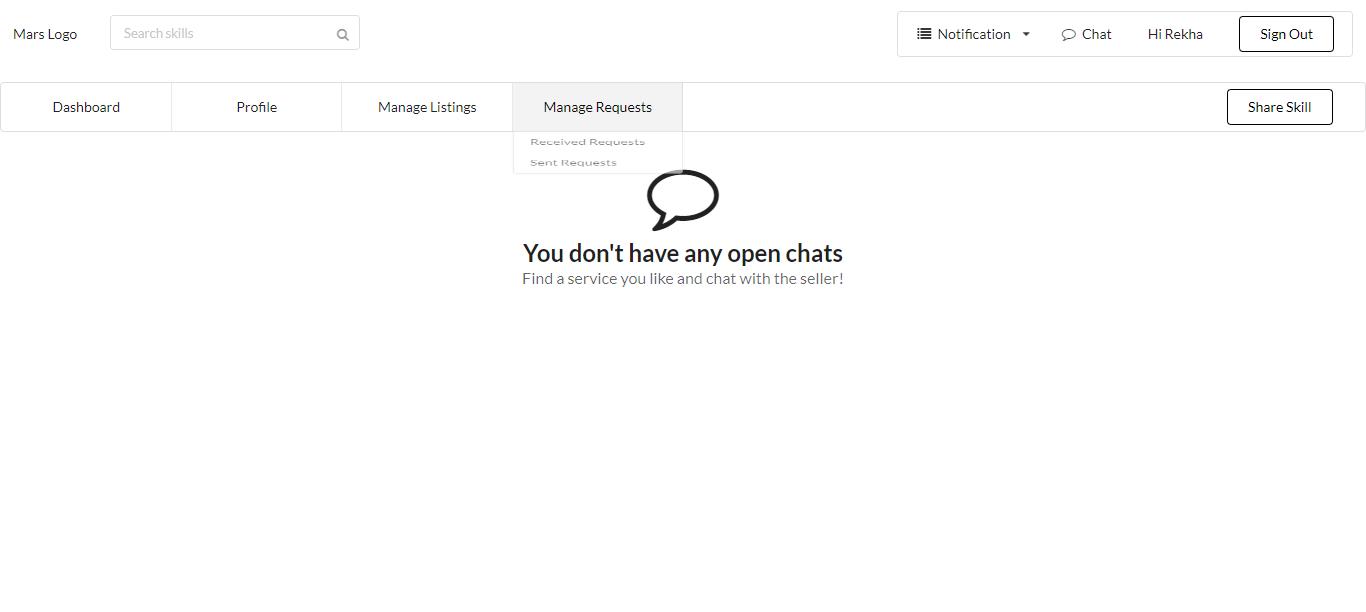 Mars Logo
Search skills
Notification
Chat
Hi Rekha
Sign Out
Dashboard
Profile
Manage Listings
Manage Requests
Share Skill
Received Requests
Sent Requests
You don't have any open chats
Find a service you like and chat with the seller!